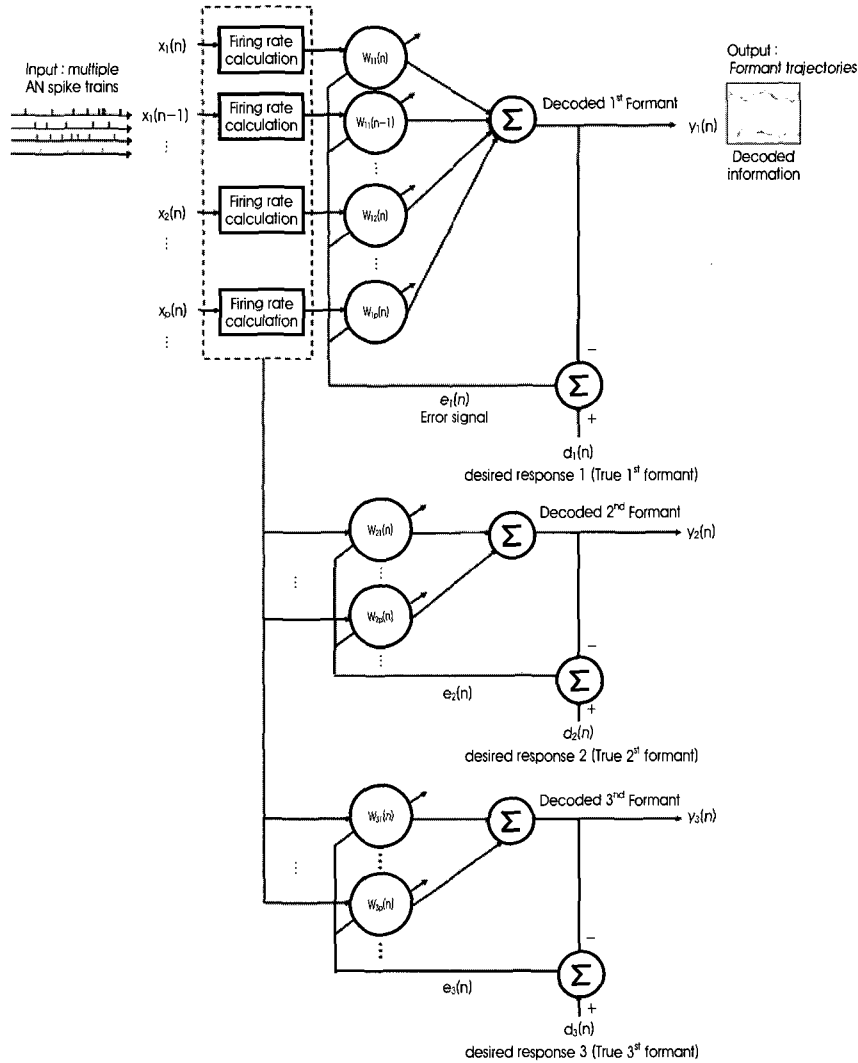 Input : multiple
AN spike trains
x₁(n)
Firing rate
calculation
W₁₁(n)
x₁(n−1)
Firing rate
calculation
W₁₁(n−1)
x₂(n)
Firing rate
calculation
W₁₂(n)
xₚ(n)
Firing rate
calculation
W₁ₚ(n)
Σ
Decoded 1ˢᵗ Formant
y₁(n)
Output :
Formant trajectories
Decoded
information
−
Σ
+
e₁(n)
Error signal
d₁(n)
desired response 1 (True 1ˢᵗ formant)
W₂₁(n)
W₂ₚ(n)
Σ
Decoded 2ⁿᵈ Formant
y₂(n)
−
Σ
+
e₂(n)
d₂(n)
desired response 2 (True 2ˢᵗ formant)
W₃₁(n)
W₃ₚ(n)
Σ
Decoded 3ⁿᵈ Formant
y₃(n)
−
Σ
+
e₃(n)
d₃(n)
desired response 3 (True 3ˢᵗ formant)